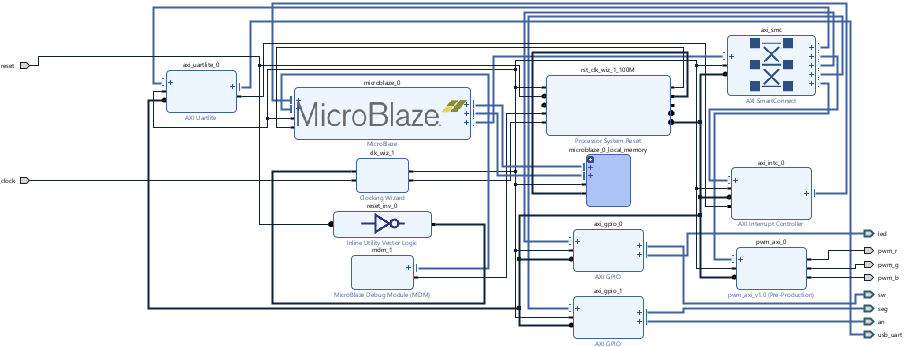 axi_smc
AXI SmartConnect
reset
axi_uartlite_0
AXI Uartlite
microblaze_0
MicroBlaze
MicroBlaze
rst_clk_wiz_1_100M
Processor System Reset
microblaze_0_local_memory
clk_wiz_1
Clocking Wizard
clock
axi_intc_0
AXI Interrupt Controller
reset_inv_0
Inline Utility Vector Logic
mdm_1
MicroBlaze Debug Module (MDM)
axi_gpio_0
AXI GPIO
pwm_axi_0
pwm_axi_v1.0 (Pre-Production)
axi_gpio_1
AXI GPIO
led
pwm_r
pwm_g
pwm_b
sw
seg
an
usb_uart